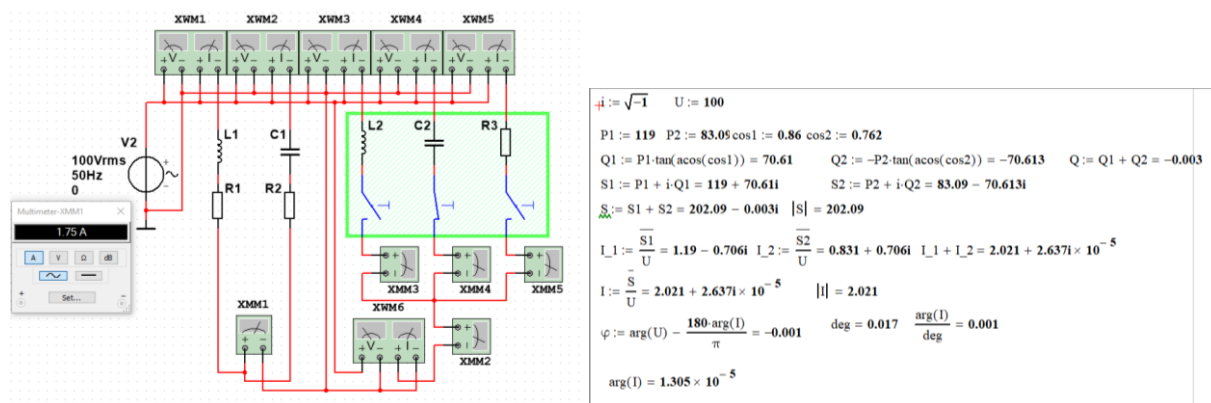 XWM1 XWM2 XWM3 XWM4 XWM5
+V- +I- +V- +I- +V- +I- +V- +I- +V- +I-
V2
100Vrms
50Hz
0
L1 C1 L2 C2 R3
R1 R2
Multimeter-XMM1
1.75 A
A V Ω dB
Set...
+ -
XMM3 XMM4 XMM5
XMM1 XWM6
+V- +I-
XMM2
i := √-1 U := 100
P1 := 119 P2 := 83.09 cos1 := 0.86 cos2 := 0.762
Q1 := P1·tan(acos(cos1)) = 70.61 Q2 := -P2·tan(acos(cos2)) = -70.613 Q := Q1 + Q2 = -0.003
S1 := P1 + i·Q1 = 119 + 70.61i S2 := P2 + i·Q2 = 83.09 - 70.613i
S := S1 + S2 = 202.09 - 0.003i |S| = 202.09
I_1 := S1/U = 1.19 - 0.706i I_2 := S2/U = 0.831 + 0.706i I_1 + I_2 = 2.021 + 2.637i × 10^-5
I := S/U = 2.021 + 2.637i × 10^-5 |I| = 2.021
φ := arg(U) - 180·arg(I)/π = -0.001 deg = 0.017 arg(I)/deg = 0.001
arg(I) = 1.305 × 10^-5